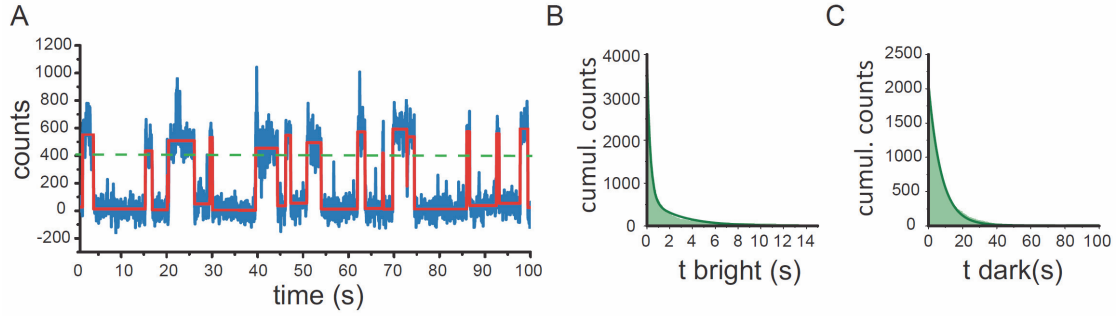 A
counts
1200
1000
800
600
400
200
0
-200
0 10 20 30 40 50 60 70 80 90 100
time (s)
B
cumul. counts
4000
3000
2000
1000
0
0 2 4 6 8 10 12 14
t bright (s)
C
cumul. counts
2500
2000
1500
1000
500
0
0 20 40 60 80 100
t dark(s)